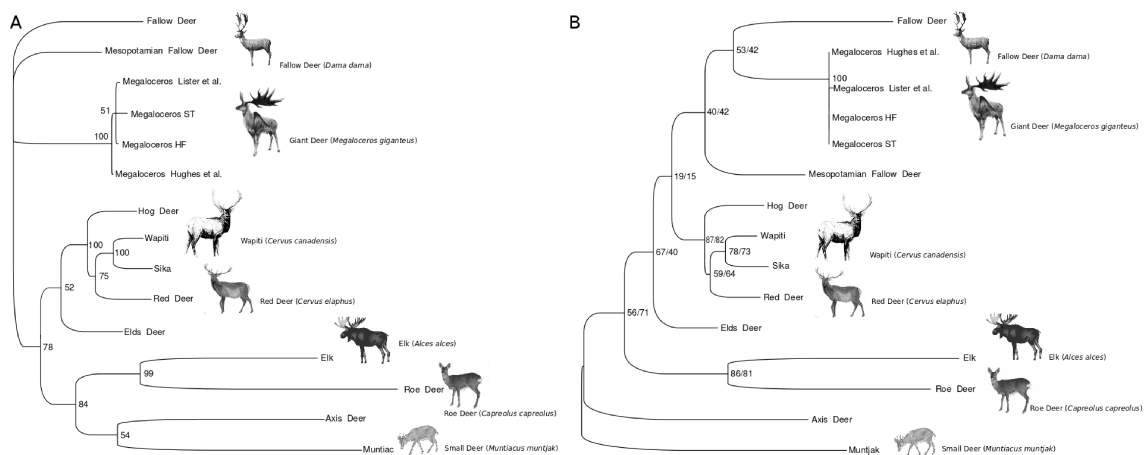 A
Fallow Deer
Mesopotamian Fallow Deer
Fallow Deer (Dama dama)
Megaloceros Lister et al.
51
Megaloceros ST
100
Megaloceros HF
Giant Deer (Megaloceros giganteus)
Megaloceros Hughes et al.
Hog Deer
100
Wapiti
100
Wapiti (Cervus canadensis)
Sika
75
52
Red Deer
Red Deer (Cervus elaphus)
Elds Deer
78
Elk (Alces alces)
Elk
99
Roe Deer
84
Roe Deer (Capreolus capreolus)
Axis Deer
54
Muntiac
Small Deer (Muntiacus muntjak)
B
Fallow Deer
53/42
Megaloceros Hughes et al.
Fallow Deer (Dama dama)
100
Megaloceros Lister et al.
40/42
Megaloceros HF
Giant Deer (Megaloceros giganteus)
Megaloceros ST
19/15
Mesopotamian Fallow Deer
Hog Deer
87/82
Wapiti
78/73
67/40
Wapiti (Cervus canadensis)
Sika
59/64
Red Deer
Red Deer (Cervus elaphus)
56/71
Elds Deer
Elk
Elk (Alces alces)
86/81
Roe Deer
Roe Deer (Capreolus capreolus)
Axis Deer
Muntjak
Small Deer (Muntiacus muntjak)